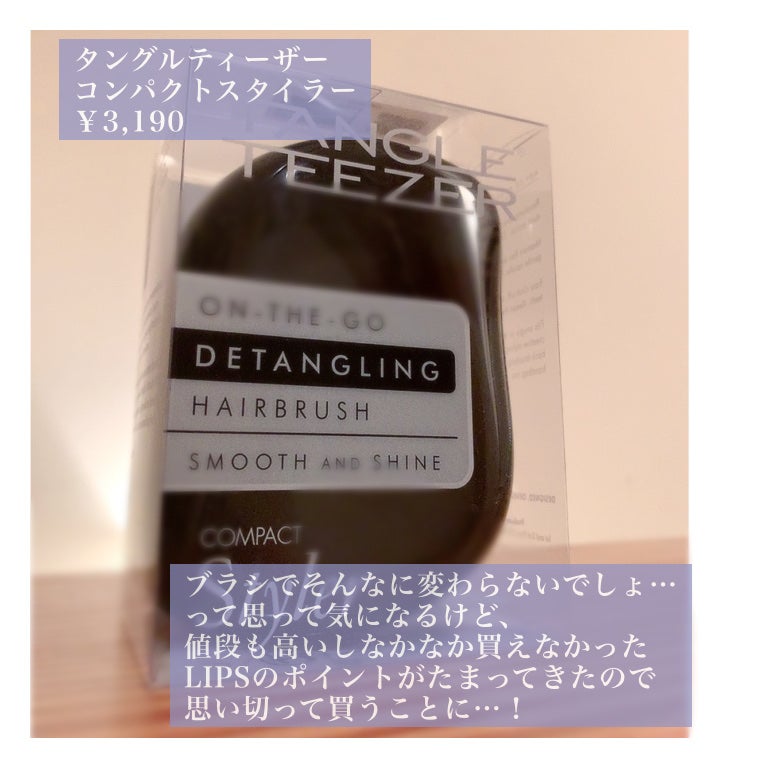 タングルティーザー
コンパクトスタイラー
￥3,190
TANGLE
TEEZER
ON-THE-GO
DETANGLING
HAIRBRUSH
SMOOTH AND SHINE
COMPACT
ブラシでそんなに変わらないでしょ…
って思って気になるけど、
値段も高いしなかなか買えなかった
LIPSのポイントがたまってきたので
思い切って買うことに…！